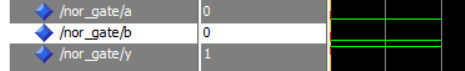 /nor_gate/a 0
/nor_gate/b 0
/nor_gate/y 1